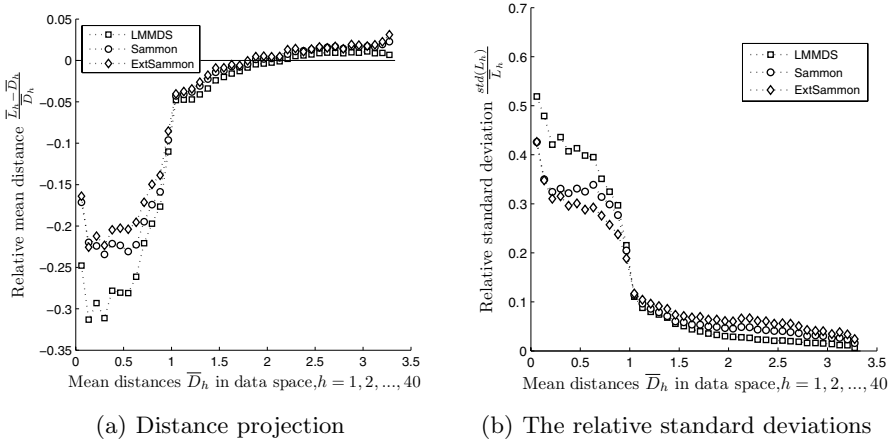 0.05
0
−0.05
−0.1
−0.15
−0.2
−0.25
−0.3
−0.35
0 0.5 1 1.5 2 2.5 3 3.5
LMMDS
Sammon
ExtSammon
Relative mean distance $\frac{\overline{L}_h - \overline{D}_h}{\overline{D}_h}$
Mean distances $\overline{D}_h$ in data space,$h = 1, 2, ..., 40$
(a) Distance projection
0.7
0.6
0.5
0.4
0.3
0.2
0.1
0
0 0.5 1 1.5 2 2.5 3 3.5
LMMDS
Sammon
ExtSammon
Relative standard deviation $\frac{std(L_h)}{\overline{L}_h}$
Mean distances $\overline{D}_h$ in data space,$h = 1, 2, ..., 40$
(b) The relative standard deviations